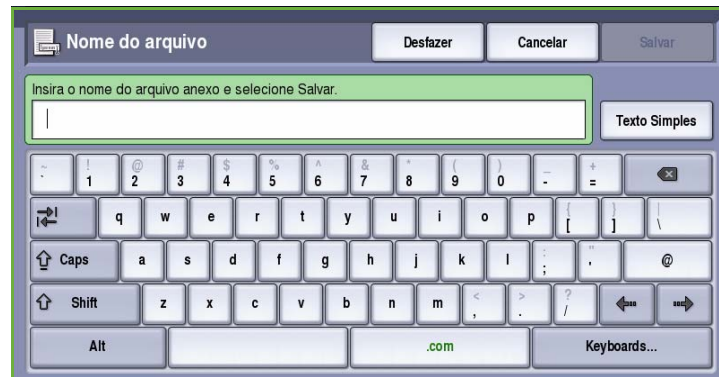 Nome do arquivo Desfazer Cancelar Salvar
Insira o nome do arquivo anexo e selecione Salvar.
Texto Simples
~ ! @ # $ % ^ & * ( ) _ +
` 1 2 3 4 5 6 7 8 9 0 - =
q w e r t y u i o p { [ } ] | \
Caps a s d f g h j k l : ; " ' @
Shift z x c v b n m < , > . ? /
Alt .com Keyboards...